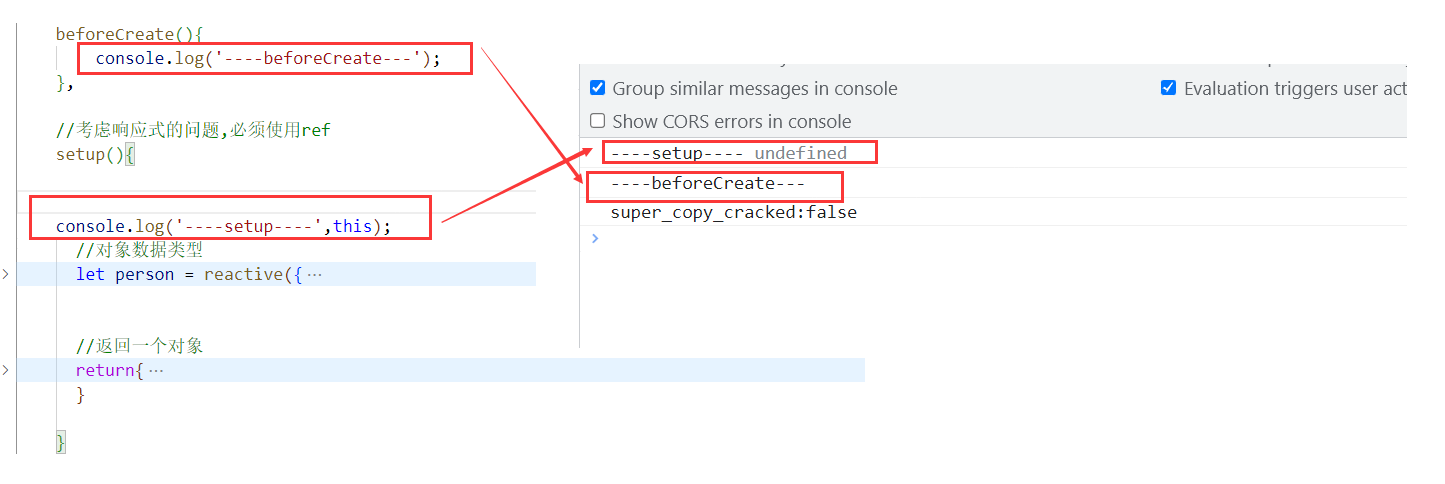 beforeCreate(){
console.log('----beforeCreate---');
},
//考虑响应式的问题,必须使用ref
setup(){
console.log('----setup----',this);
//对象数据类型
let person = reactive({ ···
//返回一个对象
return{ ···
}
}
Group similar messages in console
Evaluation triggers user act
Show CORS errors in console
----setup---- undefined
----beforeCreate---
super_copy_cracked:false